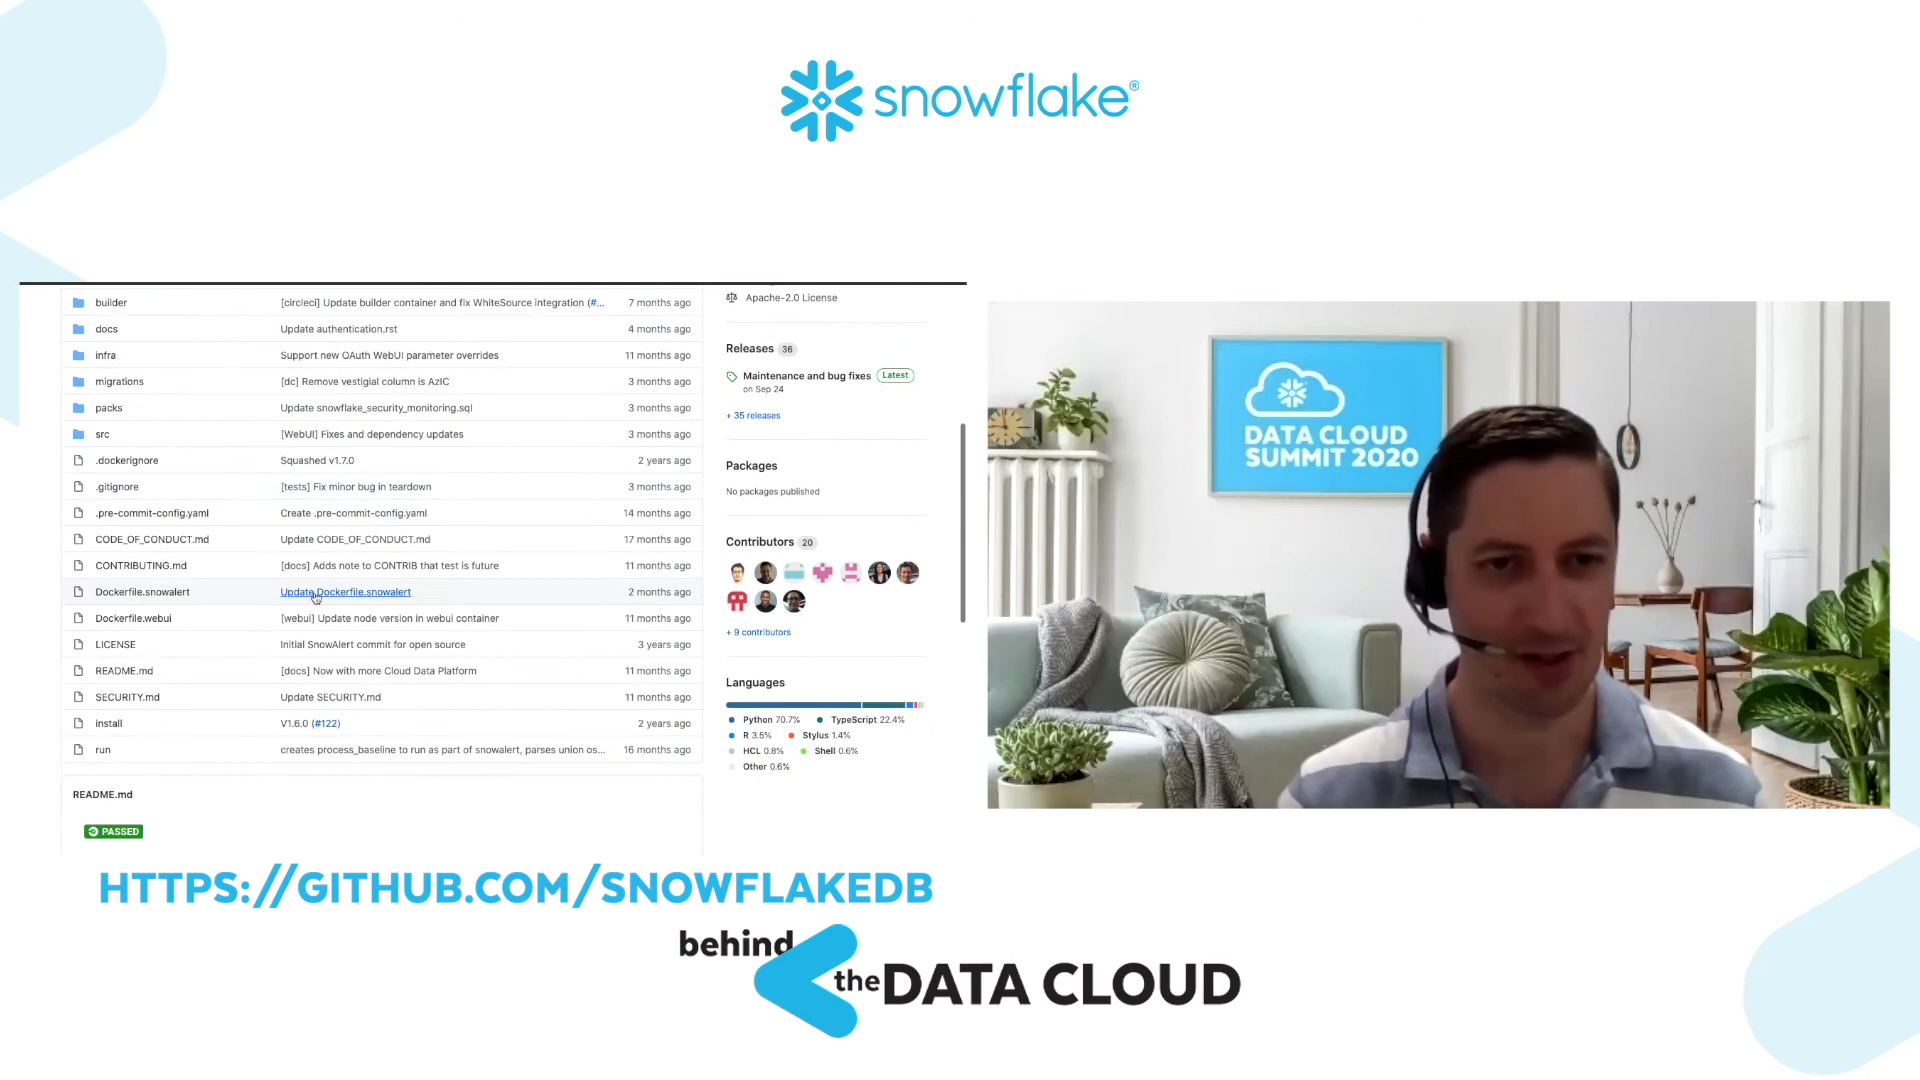 snowflake®
builder [circleci] Update builder container and fix WhiteSource integration (#... 7 months ago
docs Update authentication.rst 4 months ago
infra Support new OAuth WebUI parameter overrides 11 months ago
migrations [dc] Remove vestigial column is AzIC 3 months ago
packs Update snowflake_security_monitoring.sql 3 months ago
src [WebUI] Fixes and dependency updates 3 months ago
.dockerignore Squashed v1.7.0 2 years ago
.gitignore [tests] Fix minor bug in teardown 3 months ago
.pre-commit-config.yaml Create .pre-commit-config.yaml 14 months ago
CODE_OF_CONDUCT.md Update CODE_OF_CONDUCT.md 17 months ago
CONTRIBUTING.md [docs] Adds note to CONTRIB that test is future 11 months ago
Dockerfile.snowalert Update Dockerfile.snowalert 2 months ago
Dockerfile.webui [webui] Update node version in webui container 11 months ago
LICENSE Initial SnowAlert commit for open source 3 years ago
README.md [docs] Now with more Cloud Data Platform 11 months ago
SECURITY.md Update SECURITY.md 11 months ago
install V1.6.0 (#122) 2 years ago
run creates process_baseline to run as part of snowalert, parses union os... 16 months ago
README.md
PASSED
Apache-2.0 License
Releases 36
Maintenance and bug fixes Latest
on Sep 24
+ 35 releases
Packages
No packages published
Contributors 20
+ 9 contributors
Languages
Python 70.7% TypeScript 22.4%
R 3.5% Stylus 1.4%
HCL 0.8% Shell 0.6%
Other 0.6%
DATA CLOUD
SUMMIT 2020
HTTPS://GITHUB.COM/SNOWFLAKEDB
behind
the DATA CLOUD